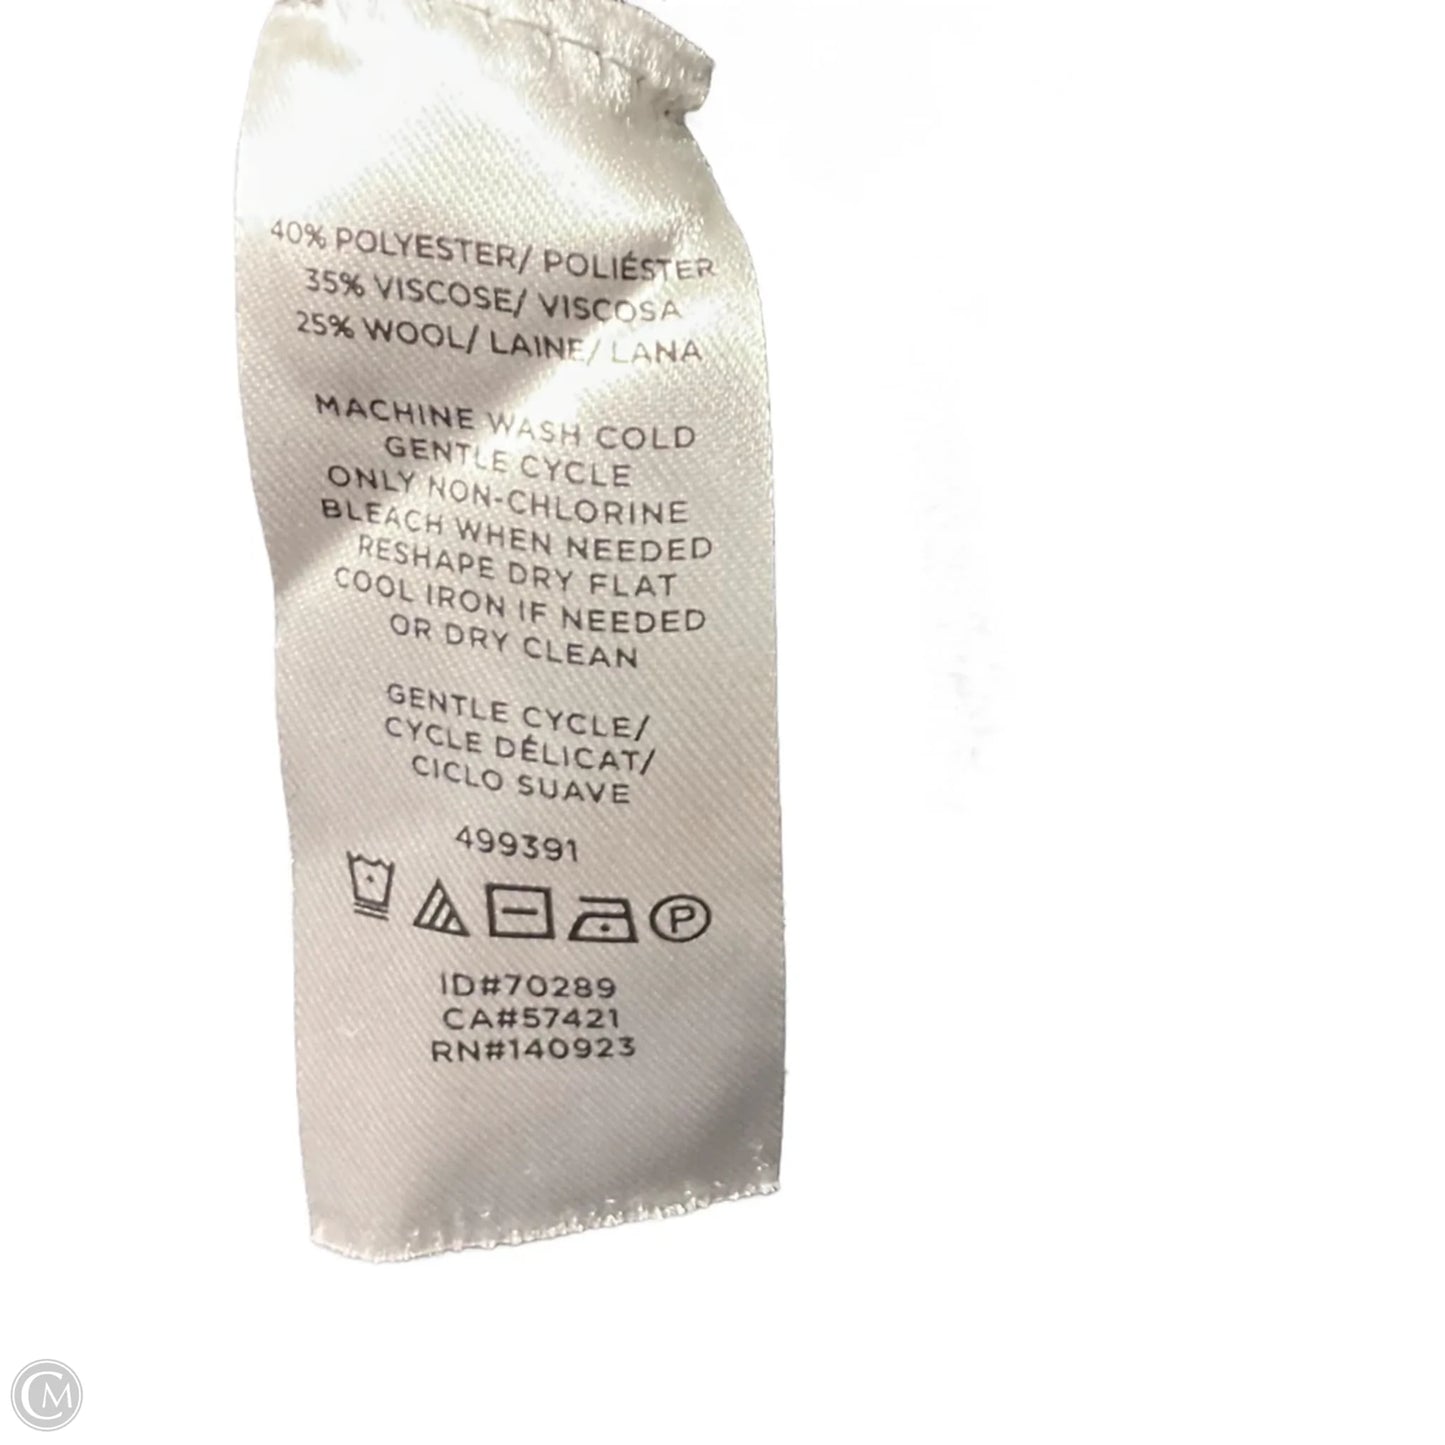 40% POLYESTER/ POLIÉSTER
35% VISCOSE/ VISCOSA
25% WOOL/ LAINE/ LANA
MACHINE WASH COLD
GENTLE CYCLE
ONLY NON-CHLORINE
BLEACH WHEN NEEDED
RESHAPE DRY FLAT
COOL IRON IF NEEDED
OR DRY CLEAN
GENTLE CYCLE/
CYCLE DÉLICAT/
CICLO SUAVE
499391
P
ID#70289
CA#57421
RN#140923
CM